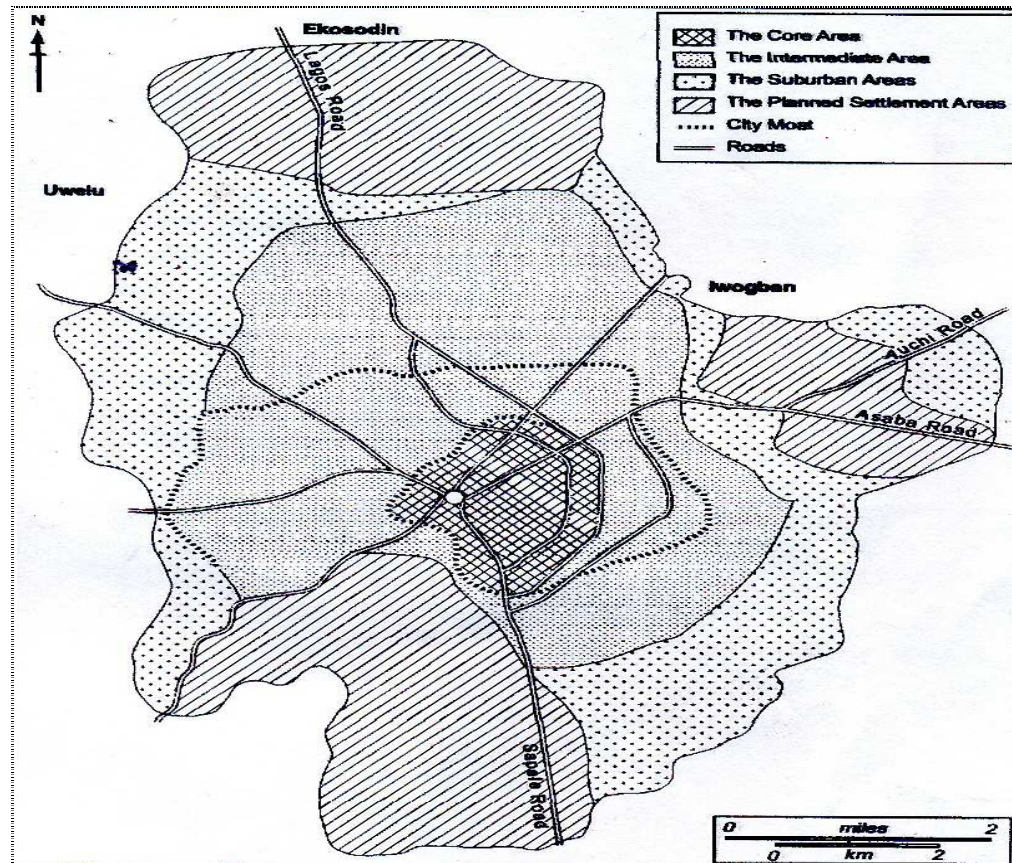 N
Ekosodin
Lagos Road
The Core Area
The Intermediate Area
The Suburban Areas
The Planned Settlement Areas
City Moat
Roads
Uwelu
Iwogban
Auchi Road
Asaba Road
Sapele Road
0 miles 2
0 km 2